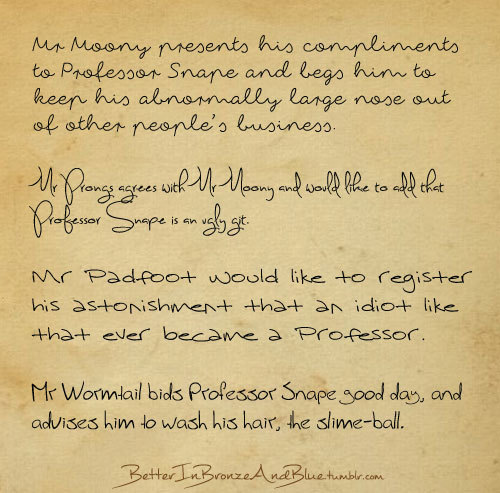 Mr Moony presents his compliments
to Professor Snape and begs him to
keep his abnormally large nose out
of other people's business.
Mr Prongs agrees with Mr Moony and would like to add that
Professor Snape is an ugly git.
Mr Padfoot would like to register
his astonishment that an idiot like
that ever became a Professor.
Mr Wormtail bids Professor Snape good day, and
advises him to wash his hair, the slime-ball.
BetterInBronzeAndBlue.tumblr.com